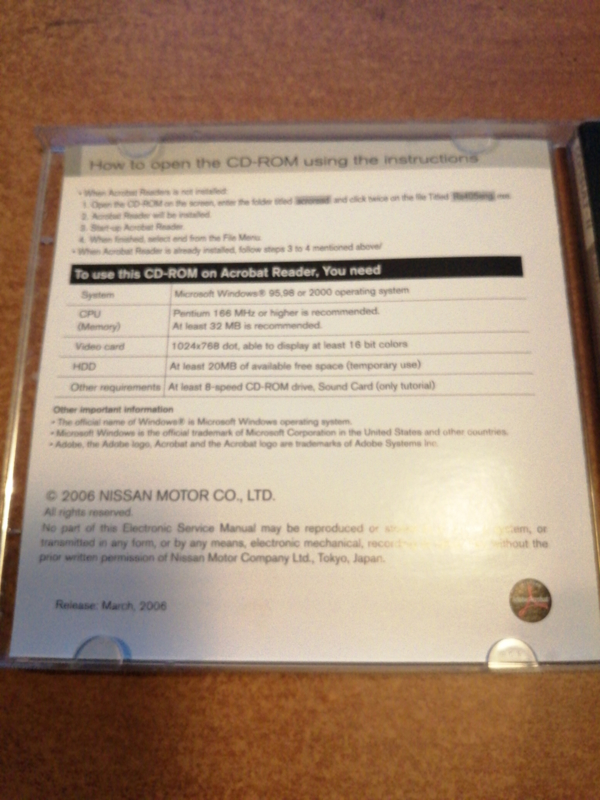 How to open the CD-ROM using the instructions
• When Acrobat Readers is not installed:
1. Open the CD-ROM on the screen, enter the folder titled acroread and click twice on the file Titled .exe.
2. Acrobat Reader will be installed.
3. Start-up Acrobat Reader.
4. When finished, select end from the File Menu.
• When Acrobat Reader is already installed, follow steps 3 to 4 mentioned above/
To use this CD-ROM on Acrobat Reader, You need
System Microsoft Windows® 95,98 or 2000 operating system
CPU Pentium 166 MHz or higher is recommended.
(Memory) At least 32 MB is recommended.
Video card 1024x768 dot, able to display at least 16 bit colors
HDD At least 20MB of available free space (temporary use)
Other requirements At least 8-speed CD-ROM drive, Sound Card (only tutorial)
Other important information
• The official name of Windows® is Microsoft Windows operating system.
• Microsoft Windows is the official trademark of Microsoft Corporation in the United States and other countries.
• Adobe, the Adobe logo, Acrobat and the Acrobat logo are trademarks of Adobe Systems Inc.
© 2006 NISSAN MOTOR CO., LTD.
All rights reserved.
No part of this Electronic Service Manual may be reproduced or or
transmitted in any form, or by any means, electronic mechanical, without the
prior written permission of Nissan Motor Company Ltd., Tokyo, Japan.
Release: March, 2006